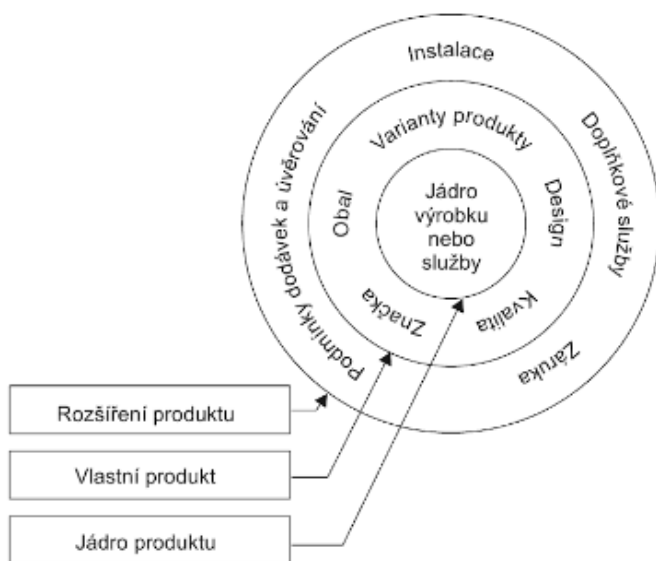 Instalace
Doplňkové služby
Záruka
Podmínky dodávek a úvěrování
Varianty produkty
Design
Kvalita
Značka
Obal
Jádro
výrobku
nebo
služby
Rozšíření produktu
Vlastní produkt
Jádro produktu